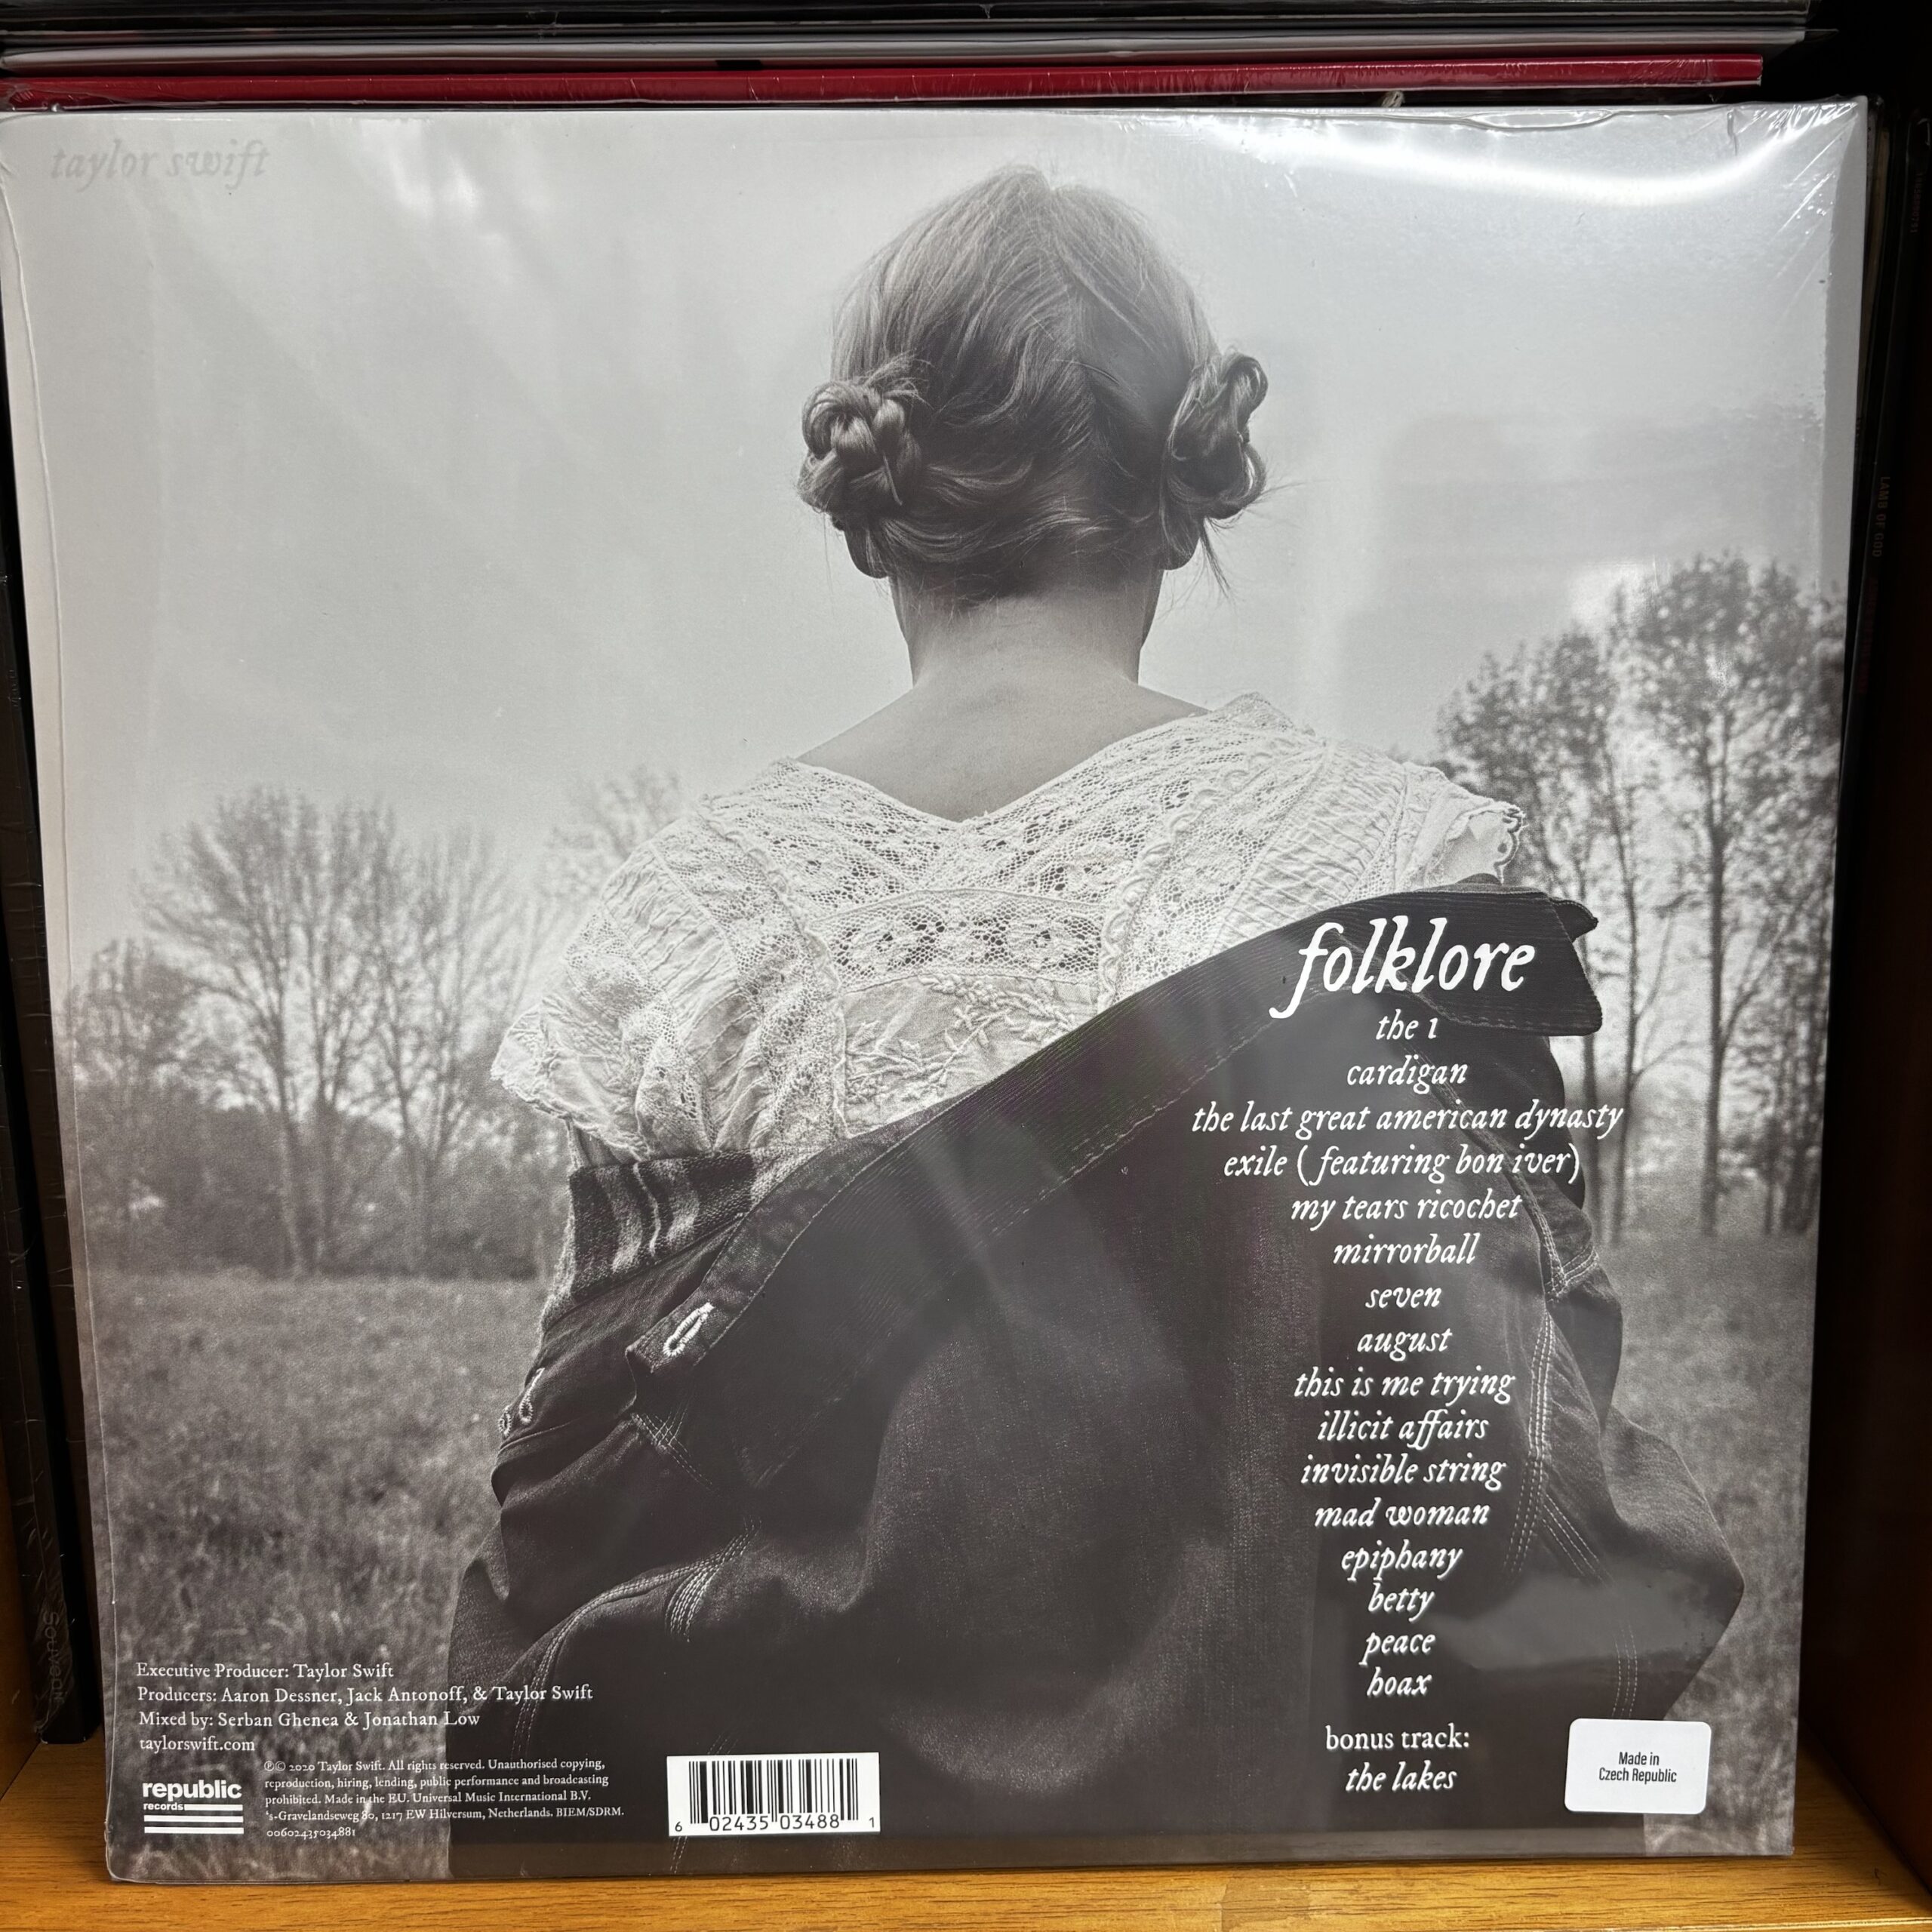 taylor swift
LAMB OF GOD
folklore
the 1
cardigan
the last great american dynasty
exile (featuring bon iver)
my tears ricochet
mirrorball
seven
august
this is me trying
illicit affairs
invisible string
mad woman
epiphany
betty
peace
hoax
bonus track:
the lakes
Made in
Czech Republic
Executive Producer: Taylor Swift
Producers: Aaron Dessner, Jack Antonoff, & Taylor Swift
Mixed by: Serban Ghenea & Jonathan Low
taylorswift.com
republic
records
℗© 2020 Taylor Swift. All rights reserved. Unauthorised copying,
reproduction, hiring, lending, public performance and broadcasting
prohibited. Made in the EU. Universal Music International B.V.
's-Gravelandseweg 80, 1217 EW Hilversum, Netherlands. BIEM/SDRM.
00602435034881
6 02435 03488 1